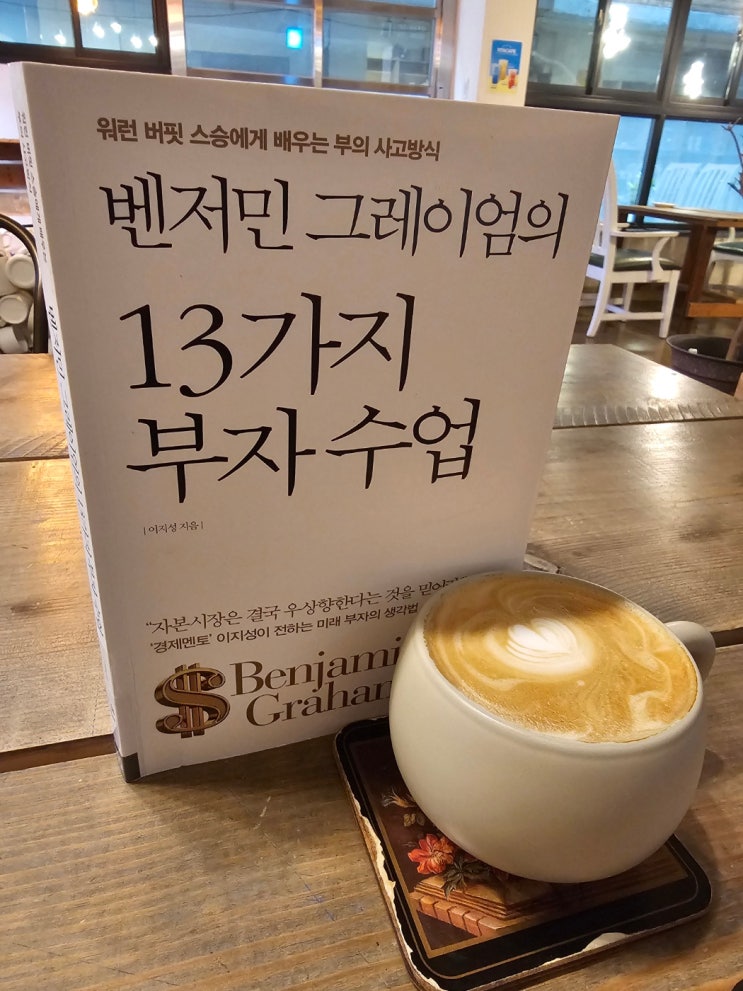 워런 버핏 스승에게 배우는 부의 사고방식
벤저민 그레이엄의
13가지
부자 수업
| 이지성 지음 |
“자본시장은 결국 우상향한다는 것을
'경제멘토' 이지성이 전하는 미래 부자의 생각법
$ Benjami
Graha